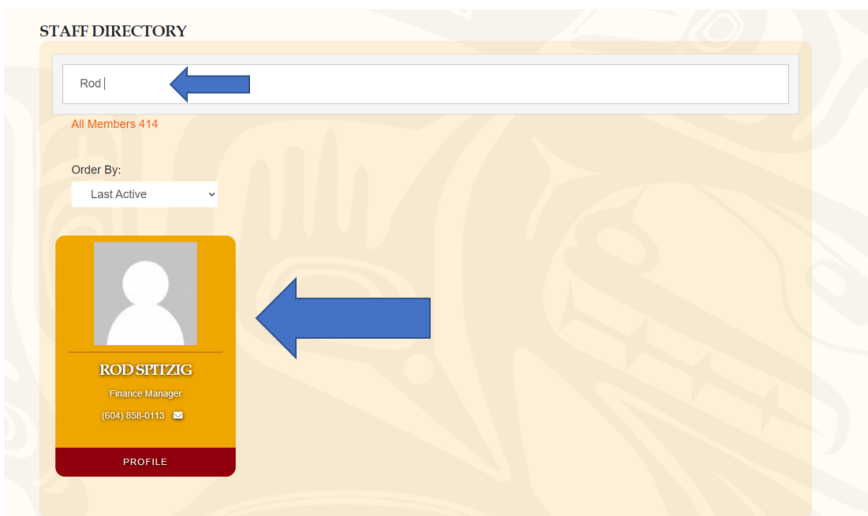 STAFF DIRECTORY
Rod
All Members 414
Order By:
Last Active
ROD SPITZIG
Finance Manager
(604) 858-0113
PROFILE